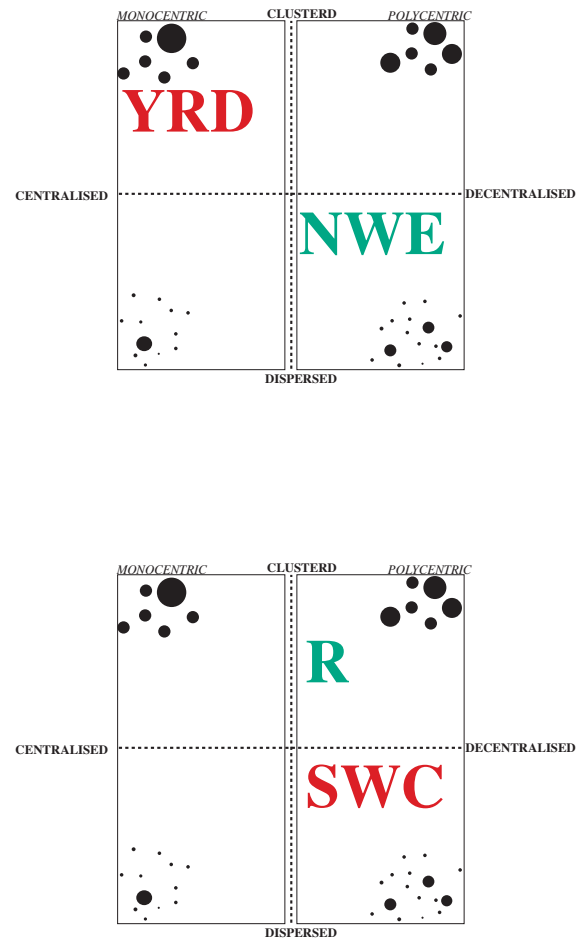 MONOCENTRIC CLUSTERD POLYCENTRIC
YRD
CENTRALISED DECENTRALISED
NWE
DISPERSED
MONOCENTRIC CLUSTERD POLYCENTRIC
R
CENTRALISED DECENTRALISED
SWC
DISPERSED